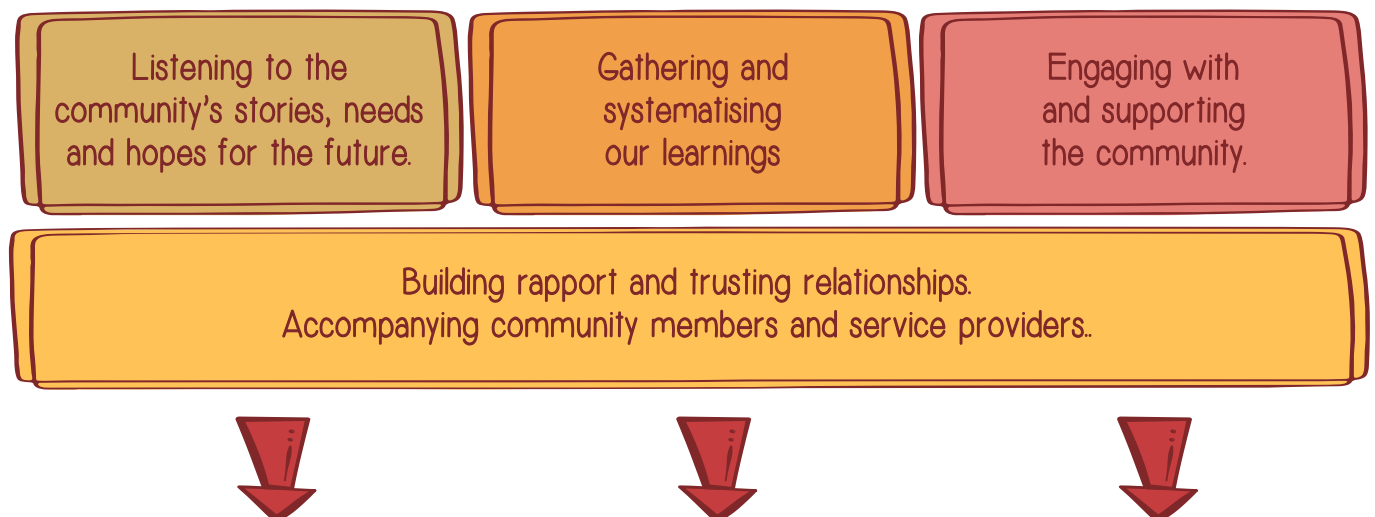 Listening to the
community's stories, needs
and hopes for the future.
Gathering and
systematising
our learnings
Engaging with
and supporting
the community.
Building rapport and trusting relationships.
Accompanying community members and service providers..